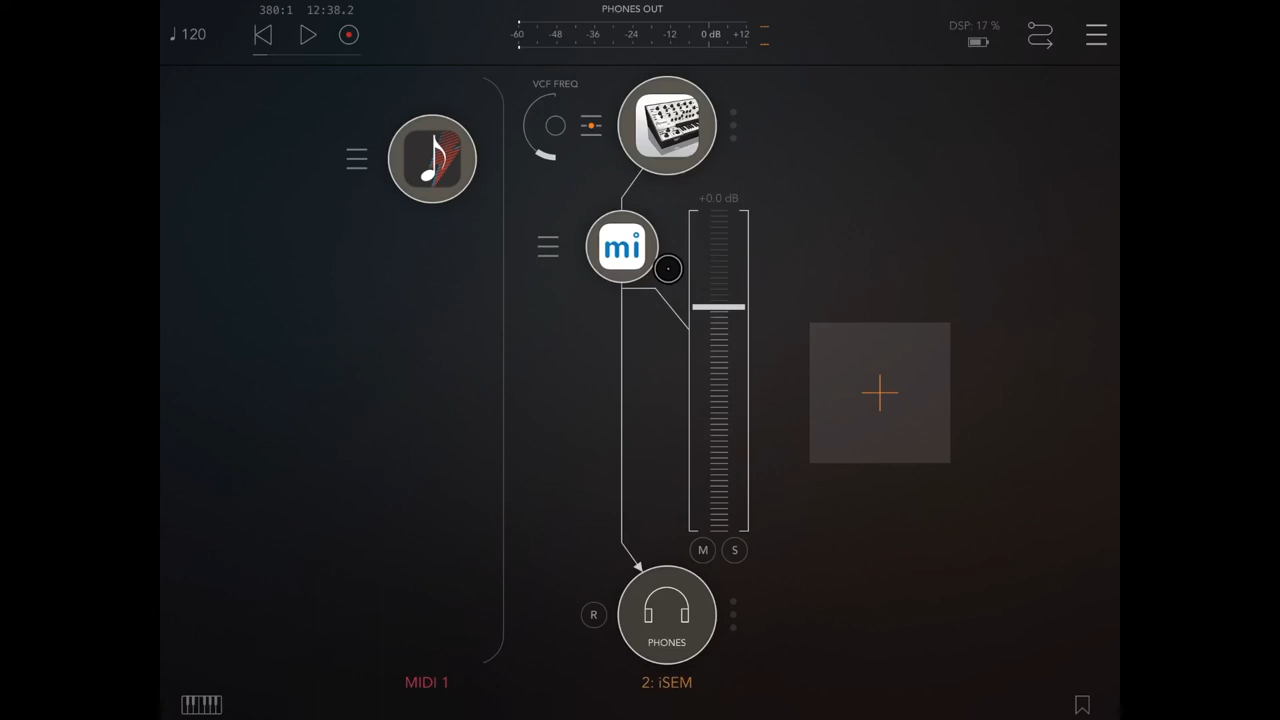 380:1 12:38.2
PHONES OUT
♩ 120
-60 -48 -36 -24 -12 0 dB +12
DSP: 17 %
VCF FREQ
+0.0 dB
mi
M S
R
PHONES
MIDI 1
2: iSEM